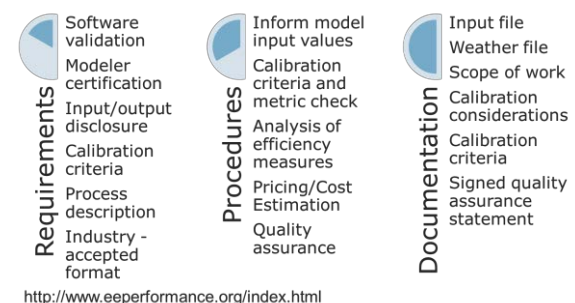 Requirements
Software
validation
Modeler
certification
Input/output
disclosure
Calibration
criteria
Process
description
Industry -
accepted
format
Procedures
Inform model
input values
Calibration
criteria and
metric check
Analysis of
efficiency
measures
Pricing/Cost
Estimation
Quality
assurance
Documentation
Input file
Weather file
Scope of work
Calibration
considerations
Calibration
criteria
Signed quality
assurance
statement
http://www.eeperformance.org/index.html